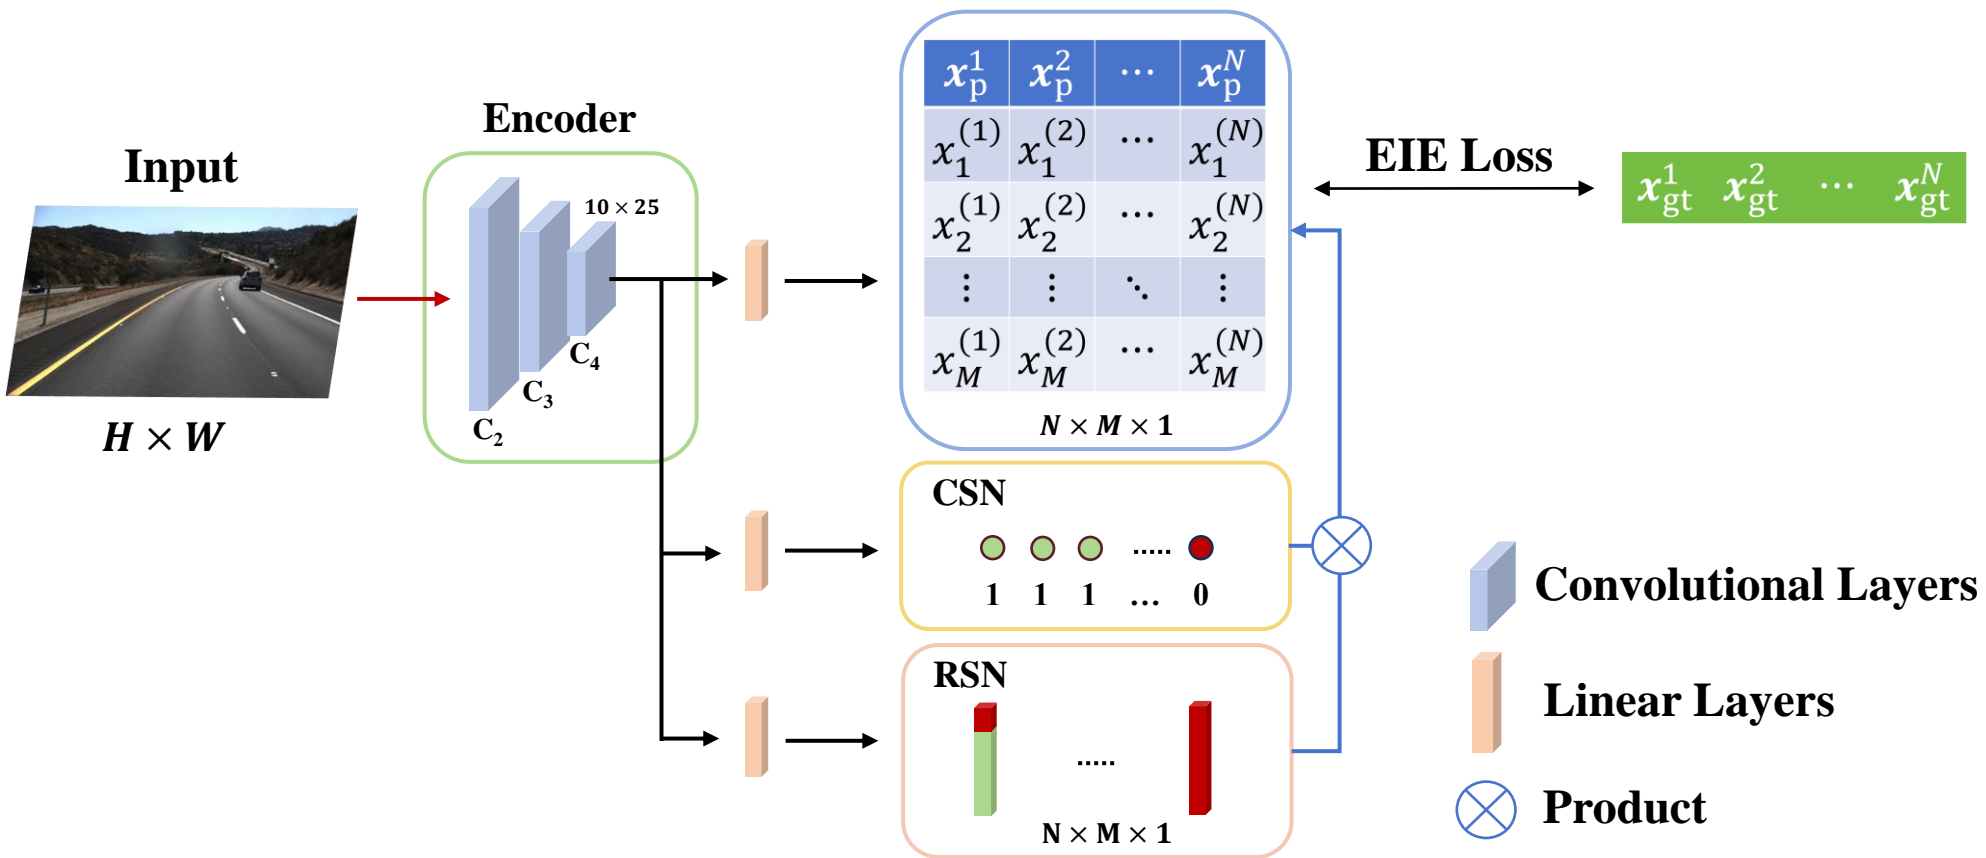 Input
H × W
Encoder
10 × 25
C₂
C₃
C₄
x_p^1 x_p^2 ⋯ x_p^N
x_1^(1) x_1^(2) ⋯ x_1^(N)
x_2^(1) x_2^(2) ⋯ x_2^(N)
⋮ ⋮ ⋱ ⋮
x_M^(1) x_M^(2) ⋯ x_M^(N)
N × M × 1
EIE Loss
x_gt^1 x_gt^2 ⋯ x_gt^N
CSN
.....
1 1 1 ... 0
RSN
.....
N × M × 1
Convolutional Layers
Linear Layers
Product